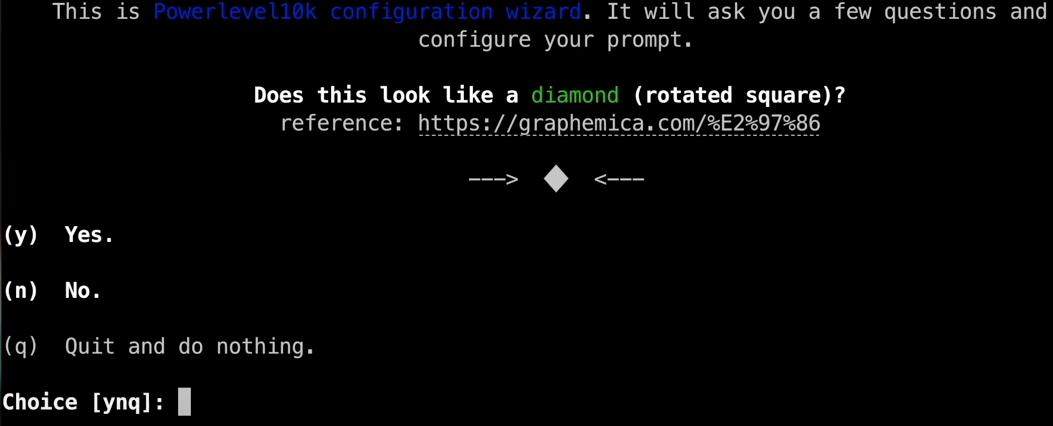 This is Powerlevel10k configuration wizard. It will ask you a few questions and
configure your prompt.
Does this look like a diamond (rotated square)?
reference: https://graphemica.com/%E2%97%86
---> ◆ <---
(y) Yes.
(n) No.
(q) Quit and do nothing.
Choice [ynq]: